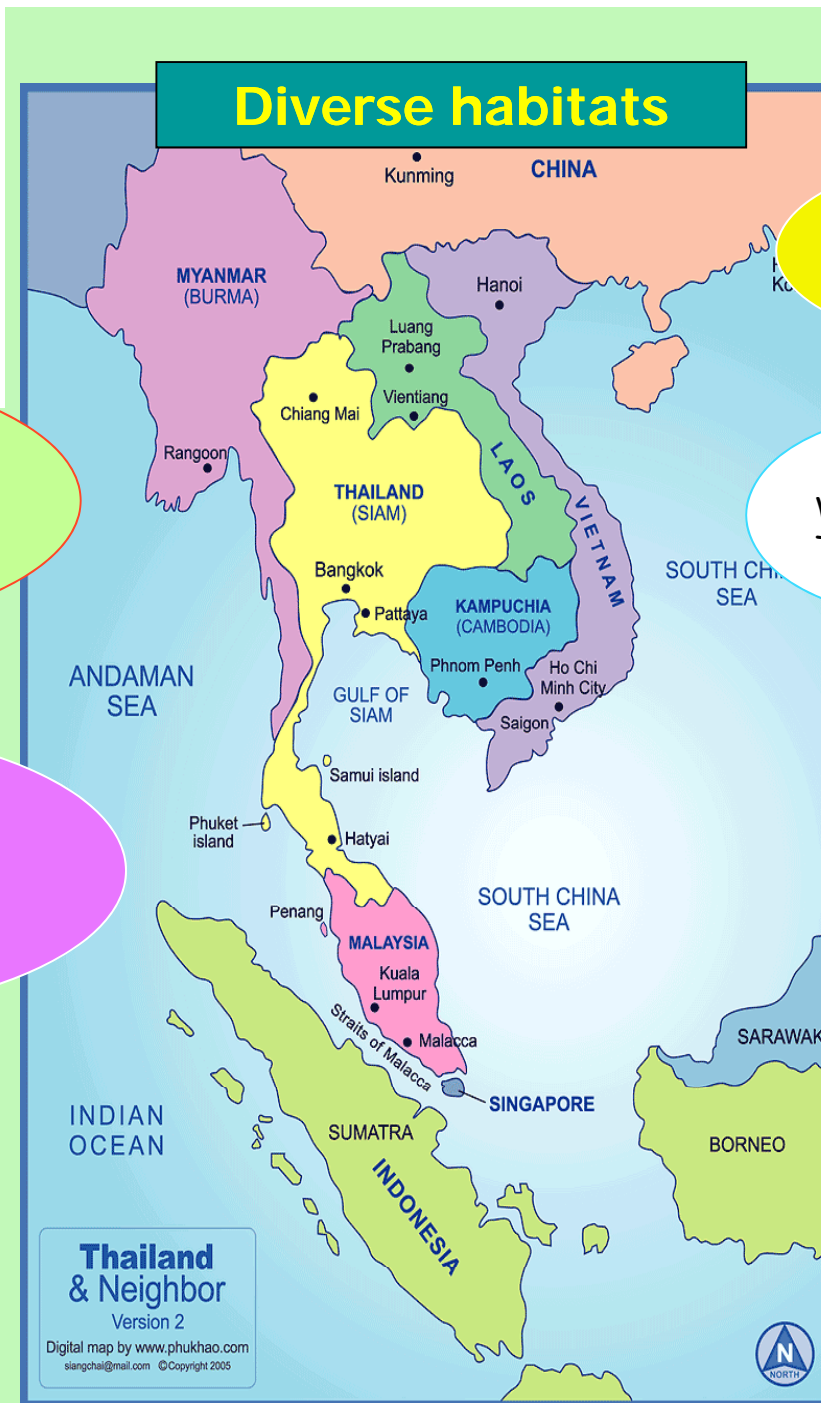 Diverse habitats
Kunming
CHINA
MYANMAR
(BURMA)
Hanoi
Luang
Prabang
Vientiang
Chiang Mai
Rangoon
LAOS
THAILAND
(SIAM)
VIETNAM
Bangkok
Pattaya
KAMPUCHIA
(CAMBODIA)
SEA
Phnom Penh
Ho Chi
Minh City
Saigon
ANDAMAN
SEA
GULF OF
SIAM
Samui island
Phuket
island
Hatyai
SOUTH CHINA
SEA
Penang
MALAYSIA
Kuala
Lumpur
Straits of Malacca
Malacca
SARAWAK
SINGAPORE
INDIAN
OCEAN
SUMATRA
BORNEO
INDONESIA
Thailand
& Neighbor
Version 2
Digital map by www.phukhao.com
siangchai@mail.com ©Copyright 2005
N
NORTH